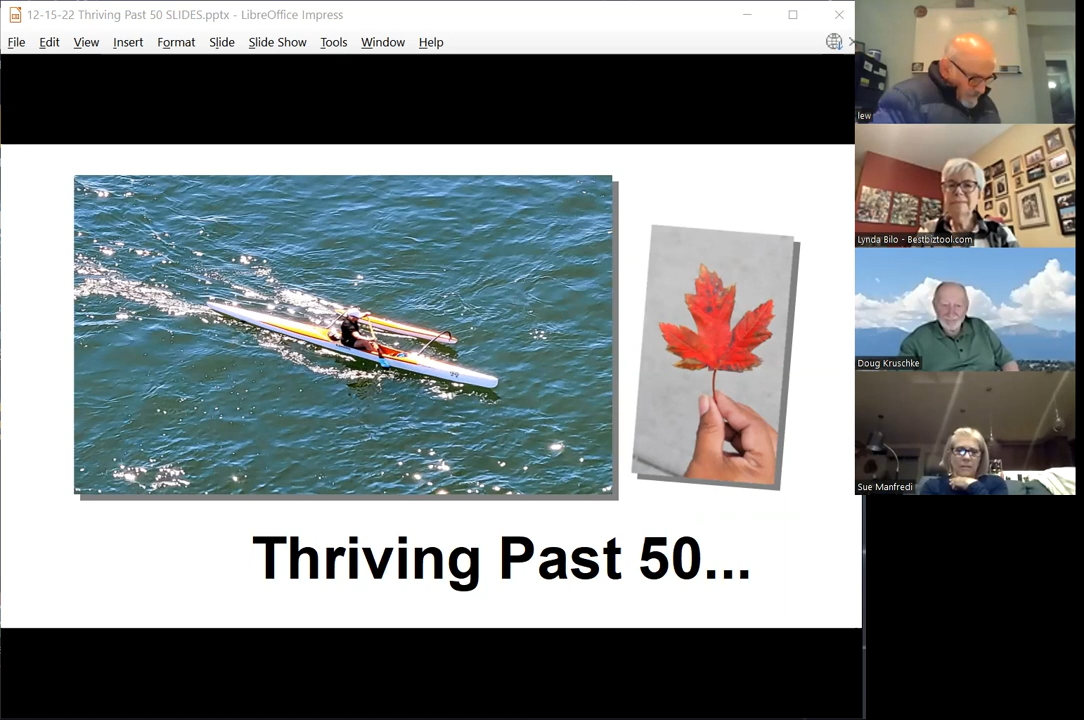 12-15-22 Thriving Past 50 SLIDES.pptx - LibreOffice Impress
File Edit View Insert Format Slide Slide Show Tools Window Help
lew
Lynda Bilo - Bestbiztool.com
Doug Kruschke
Sue Manfredi
Thriving Past 50...